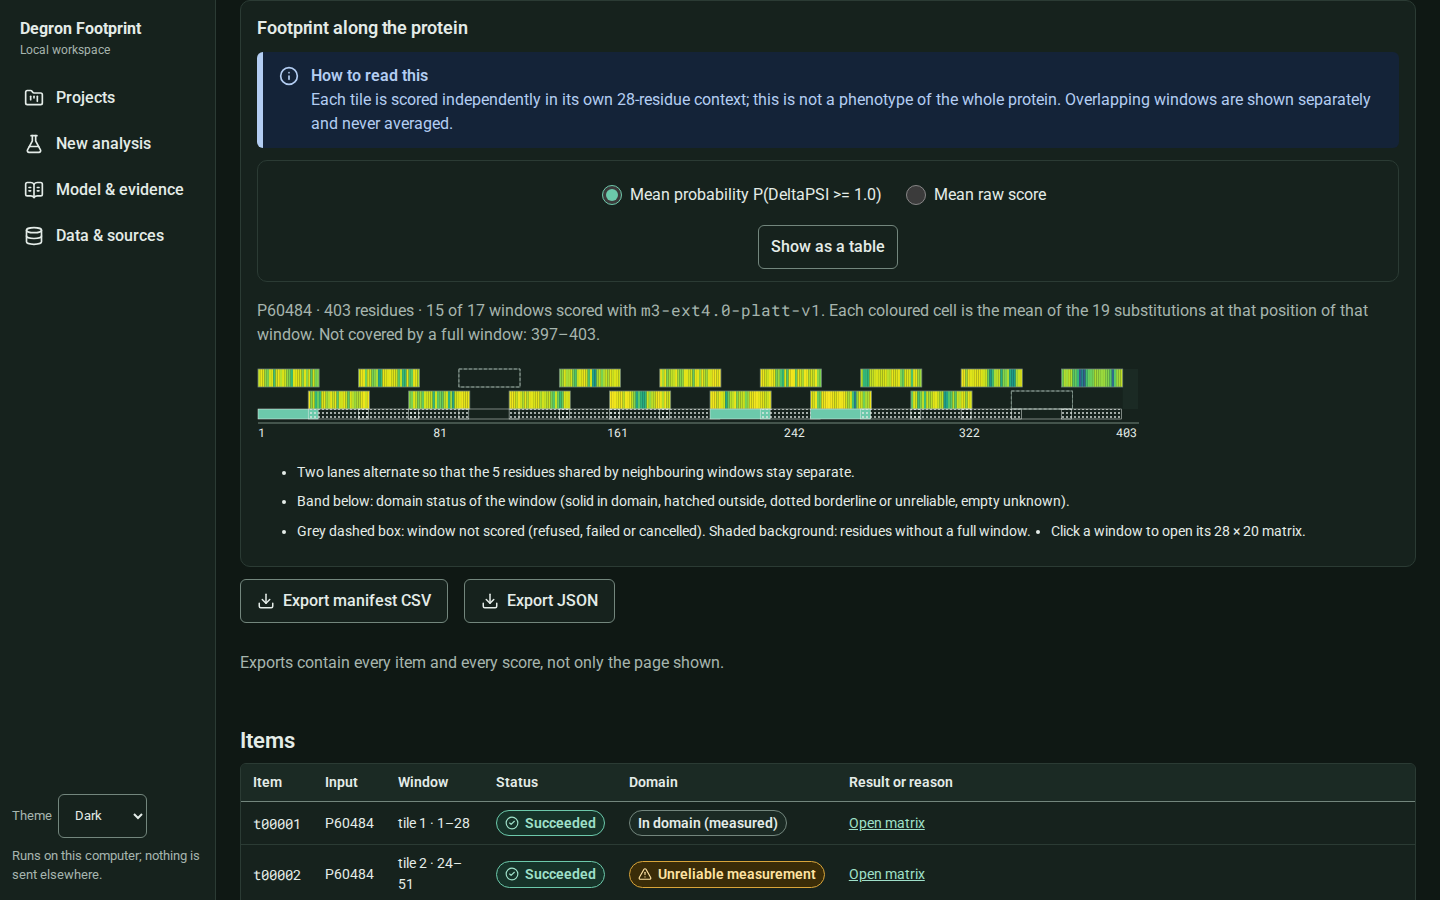 Degron Footprint
Local workspace
Projects
New analysis
Model & evidence
Data & sources
Theme
Dark
Runs on this computer; nothing is
sent elsewhere.
Footprint along the protein
How to read this
Each tile is scored independently in its own 28-residue context; this is not a phenotype of the whole protein. Overlapping windows are shown separately
and never averaged.
Mean probability P(DeltaPSI >= 1.0)
Mean raw score
Show as a table
P60484 · 403 residues · 15 of 17 windows scored with m3-ext4.0-platt-v1. Each coloured cell is the mean of the 19 substitutions at that position of that
window. Not covered by a full window: 397–403.
1 81 161 242 322 403
• Two lanes alternate so that the 5 residues shared by neighbouring windows stay separate.
• Band below: domain status of the window (solid in domain, hatched outside, dotted borderline or unreliable, empty unknown).
• Grey dashed box: window not scored (refused, failed or cancelled). Shaded background: residues without a full window. • Click a window to open its 28 × 20 matrix.
Export manifest CSV
Export JSON
Exports contain every item and every score, not only the page shown.
Items
Item Input Window Status Domain Result or reason
t00001 P60484 tile 1 · 1–28 Succeeded In domain (measured) Open matrix
t00002 P60484 tile 2 · 24–
51 Succeeded Unreliable measurement Open matrix